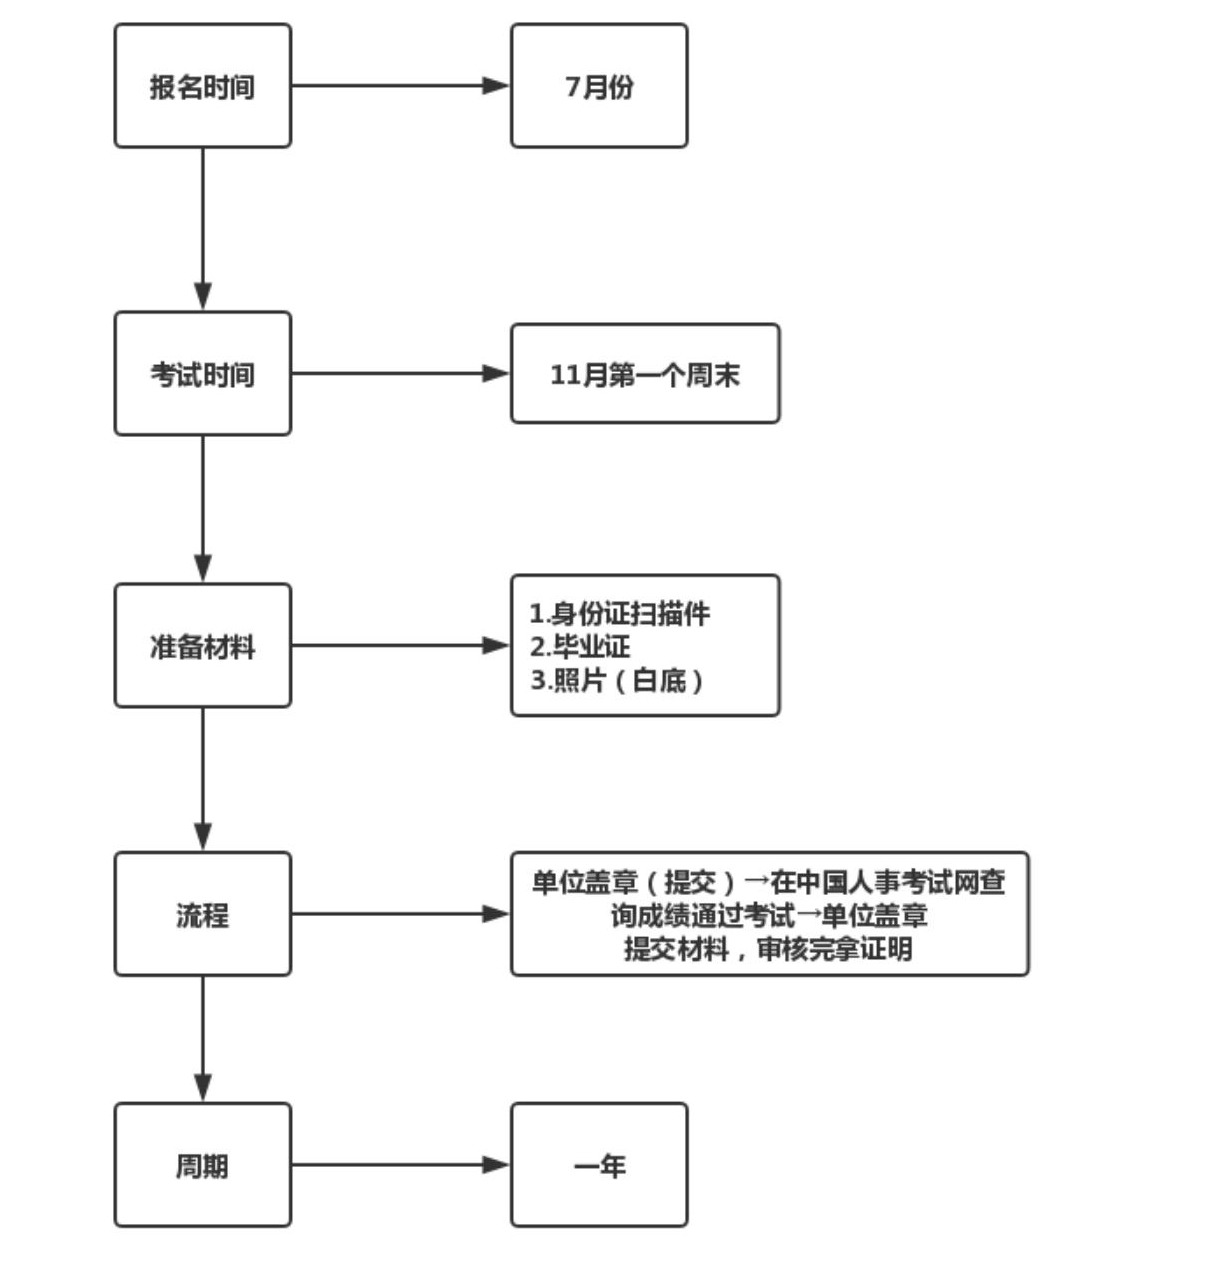 报名时间
7月份
考试时间
11月第一个周末
准备材料
1.身份证扫描件
2.毕业证
3.照片（白底）
流程
单位盖章（提交）→在中国人事考试网查
询成绩通过考试→单位盖章
提交材料，审核完拿证明
周期
一年